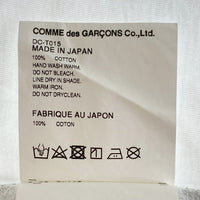 COMME des GARÇONS Co.,Ltd.
DC-T015
MADE IN JAPAN
100% COTTON
HAND WASH WARM.
DO NOT BLEACH.
LINE DRY IN SHADE.
WARM IRON.
DO NOT DRYCLEAN.
FABRIQUE AU JAPON
100% COTON